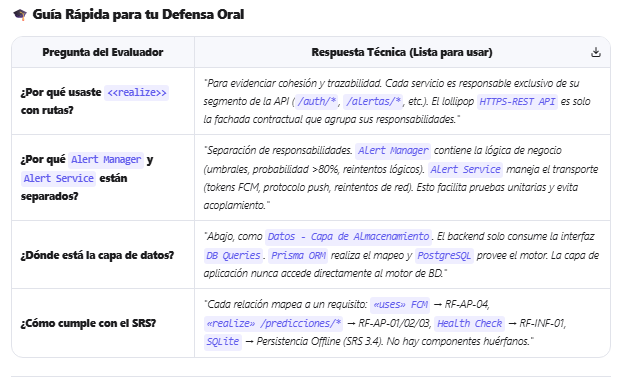 🎓 Guía Rápida para tu Defensa Oral
Pregunta del Evaluador
Respuesta Técnica (Lista para usar)
¿Por qué usaste <<realize>>
con rutas?
"Para evidenciar cohesión y trazabilidad. Cada servicio es responsable exclusivo de su
segmento de la API ( /auth/* , /alertas/* , etc.). El lollipop HTTPS-REST API es solo
la fachada contractual que agrupa sus responsabilidades."
¿Por qué Alert Manager y
Alert Service están
separados?
"Separación de responsabilidades. Alert Manager contiene la lógica de negocio
(umbrales, probabilidad >80%, reintentos lógicos). Alert Service maneja el transporte
(tokens FCM, protocolo push, reintentos de red). Esto facilita pruebas unitarias y evita
acoplamiento."
¿Dónde está la capa de datos?
"Abajo, como Datos - Capa de Almacenamiento . El backend solo consume la interfaz
DB Queries . Prisma ORM realiza el mapeo y PostgreSQL provee el motor. La capa de
aplicación nunca accede directamente al motor de BD."
¿Cómo cumple con el SRS?
"Cada relación mapea a un requisito: «uses» FCM → RF-AP-04,
«realize» /predicciones/* → RF-AP-01/02/03, Health Check → RF-INF-01,
SQLite → Persistencia Offline (SRS 3.4). No hay componentes huérfanos."